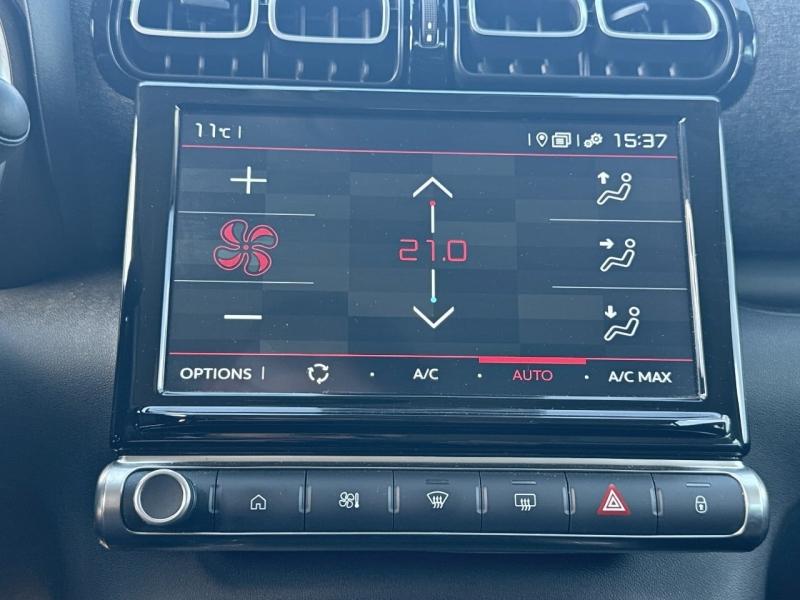 11°C 15:37
21.0
OPTIONS A/C AUTO A/C MAX